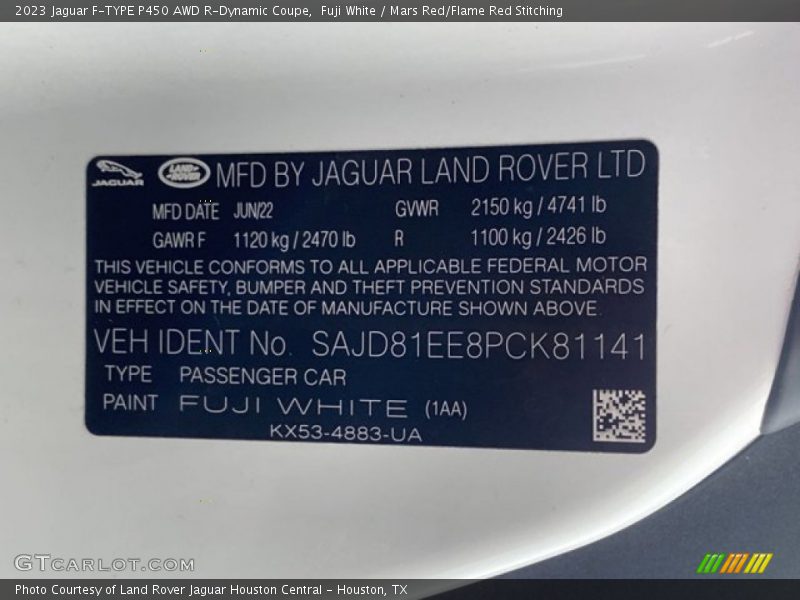 2023 Jaguar F-TYPE P450 AWD R-Dynamic Coupe,  Fuji White / Mars Red/Flame Red Stitching
JAGUAR LAND ROVER MFD BY JAGUAR LAND ROVER LTD
MFD DATE JUN/22 GVWR 2150 kg / 4741 lb
GAWR F 1120 kg / 2470 lb R 1100 kg / 2426 lb
THIS VEHICLE CONFORMS TO ALL APPLICABLE FEDERAL MOTOR
VEHICLE SAFETY, BUMPER AND THEFT PREVENTION STANDARDS
IN EFFECT ON THE DATE OF MANUFACTURE SHOWN ABOVE.
VEH IDENT No. SAJD81EE8PCK81141
TYPE PASSENGER CAR
PAINT FUJI WHITE (1AA)
KX53-4883-UA
GTCARLOT.COM
Photo Courtesy of Land Rover Jaguar Houston Central - Houston, TX